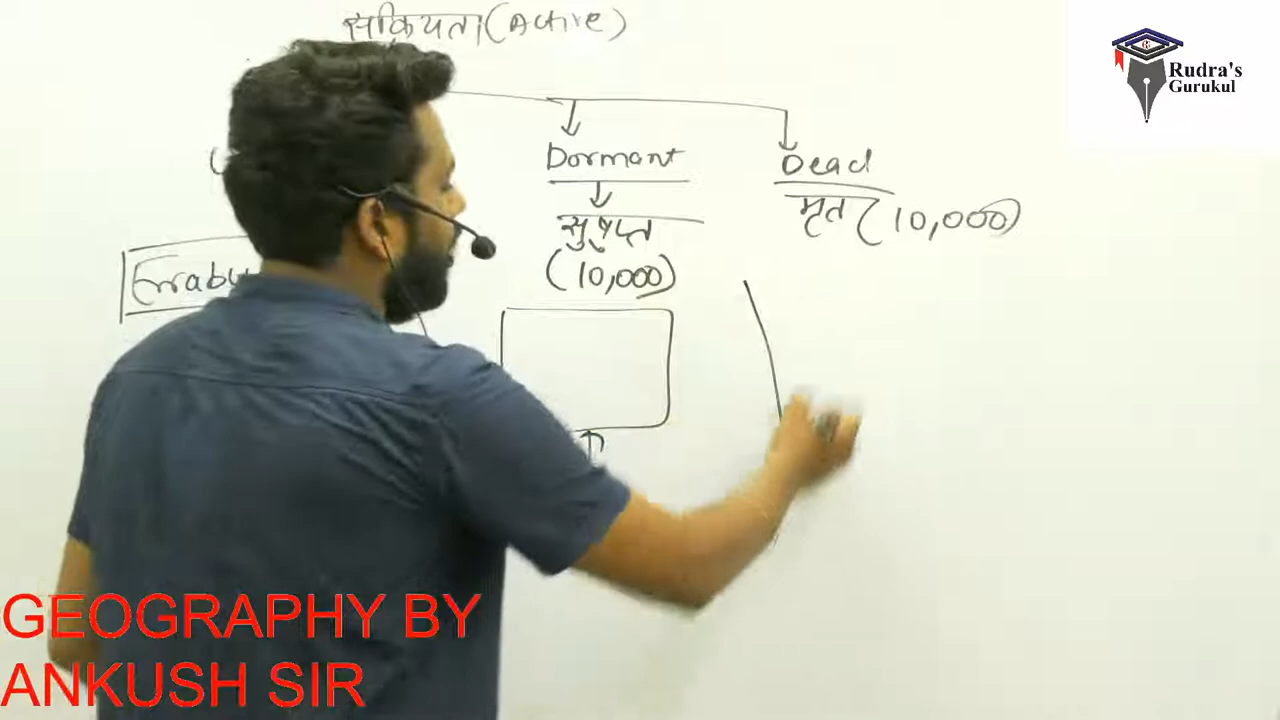 सक्रियता (Active)
Dormant
Dead
सुषुप्त
मृत (10,000)
(10,000)
Rudra's
Gurukul
GEOGRAPHY BY
ANKUSH SIR